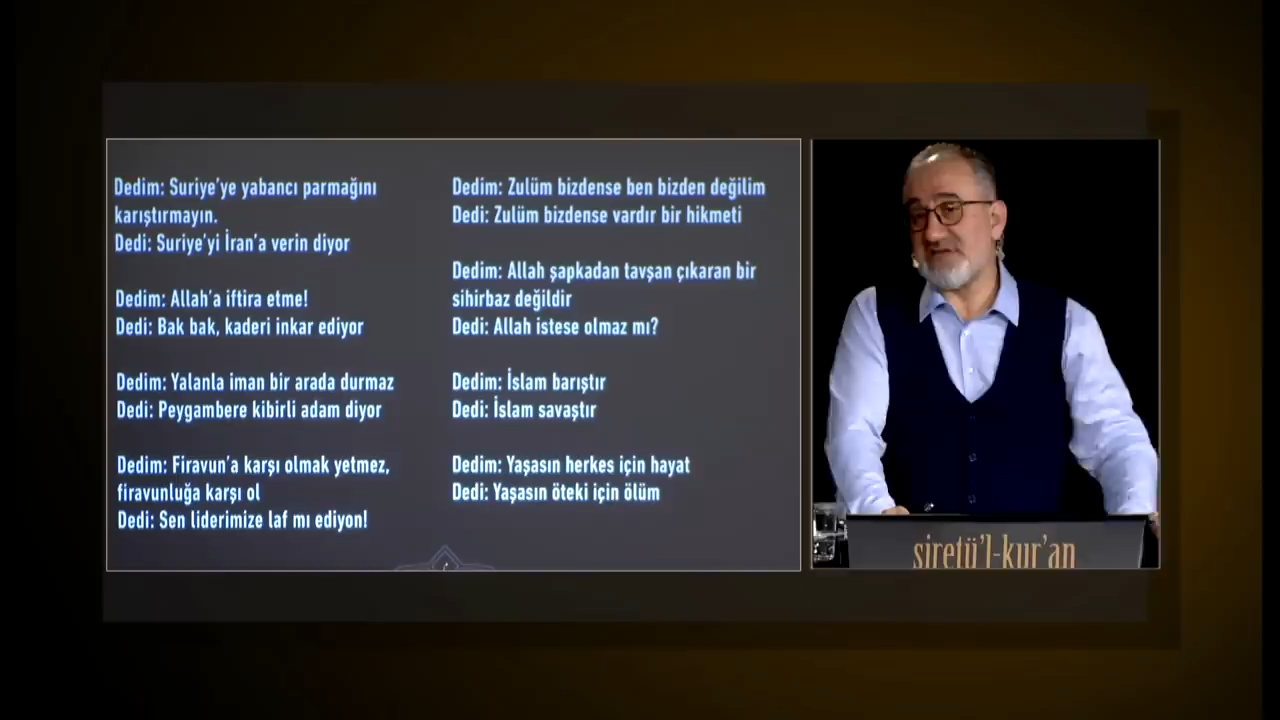 Dedim: Suriye'ye yabancı parmağını
karıştırmayın.
Dedi: Suriye'yi İran'a verin diyor
Dedim: Allah'a iftira etme!
Dedi: Bak bak, kaderi inkar ediyor
Dedim: Yalanla iman bir arada durmaz
Dedi: Peygambere kibirli adam diyor
Dedim: Firavun'a karşı olmak yetmez,
firavunluğa karşı ol
Dedi: Sen liderimize laf mı ediyon!
Dedim: Zulüm bizdense ben bizden değilim
Dedi: Zulüm bizdense vardır bir hikmeti
Dedim: Allah şapkadan tavşan çıkaran bir
sihirbaz değildir
Dedi: Allah istese olmaz mı?
Dedim: İslam barıştır
Dedi: İslam savaştır
Dedim: Yaşasın herkes için hayat
Dedi: Yaşasın öteki için ölüm
siretü'l-kur'an